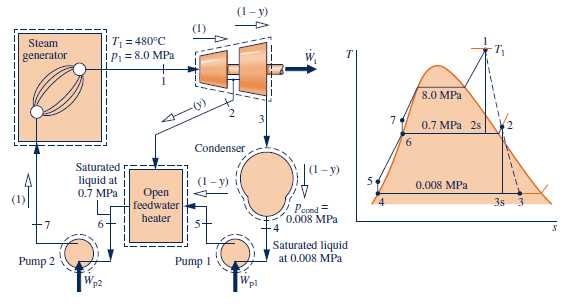 (1 – y)
(1)
Steam
generator
T1 = 480°C
p1 = 8.0 MPa
1
Ẇt
(y)
2
3
Condenser
Saturated
liquid at
0.7 MPa
Open
feedwater
heater
(1 – y)
(1 – y)
Pcond =
0.008 MPa
(1)
7
6
5
4
Saturated liquid
at 0.008 MPa
Pump 2
Pump 1
Ẇp2
Ẇp1
T
1
T1
8.0 MPa
7
0.7 MPa
2s
2
6
5
0.008 MPa
4
3s
3
s